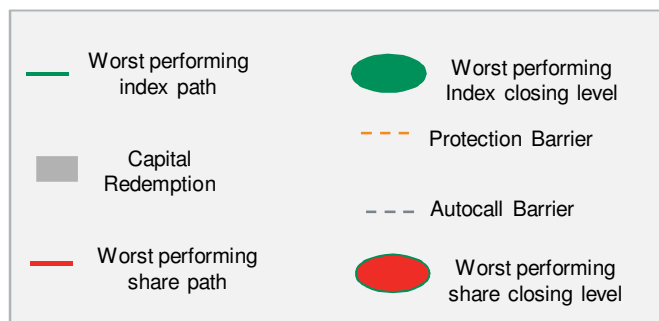 Worst performing
index path
Capital
Redemption
Worst performing
share path
Worst performing
Index closing level
Protection Barrier
Autocall Barrier
Worst performing
share closing level